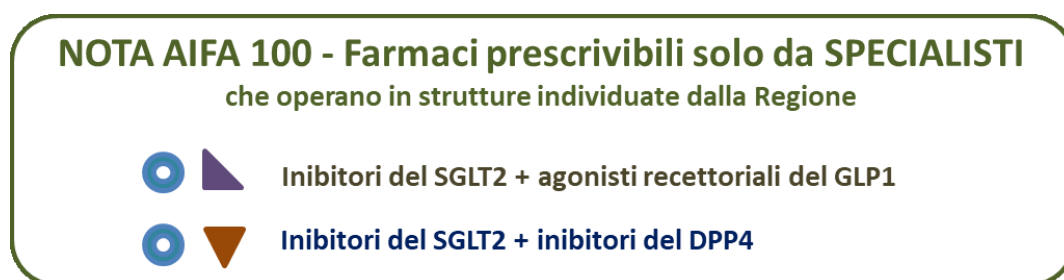 NOTA AIFA 100 - Farmaci prescrivibili solo da SPECIALISTI
che operano in strutture individuate dalla Regione
Inibitori del SGLT2 + agonisti recettoriali del GLP1
Inibitori del SGLT2 + inibitori del DPP4